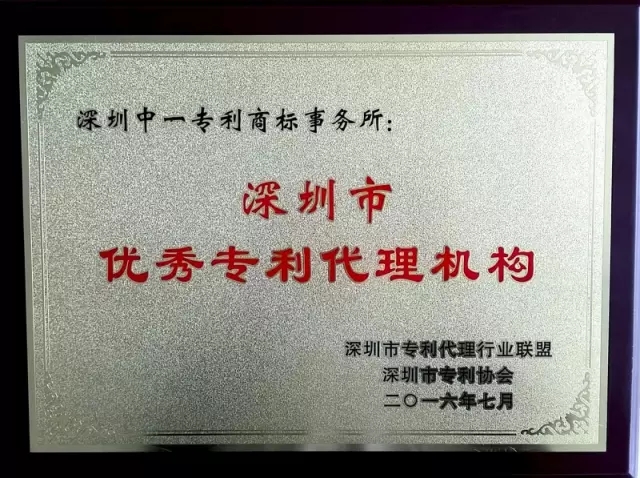 深圳中一专利商标事务所：
深圳市
优秀专利代理机构
深圳市专利代理行业联盟
深圳市专利协会
二〇一六年七月